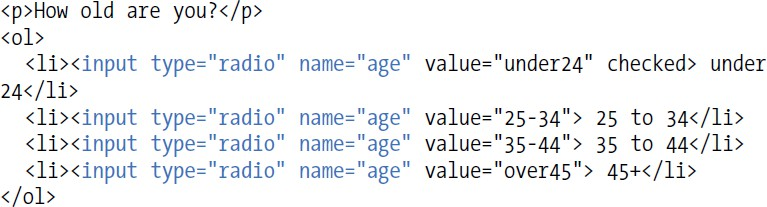 <p>How old are you?</p>
<ol>
  <li><input type="radio" name="age" value="under24" checked> under
24</li>
  <li><input type="radio" name="age" value="25-34"> 25 to 34</li>
  <li><input type="radio" name="age" value="35-44"> 35 to 44</li>
  <li><input type="radio" name="age" value="over45"> 45+</li>
</ol>